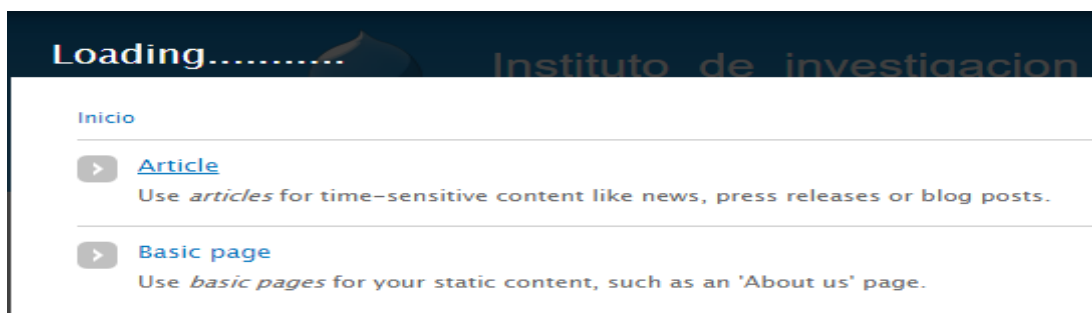 Loading...........
Instituto de investigacion
Inicio
Article
Use articles for time-sensitive content like news, press releases or blog posts.
Basic page
Use basic pages for your static content, such as an 'About us' page.